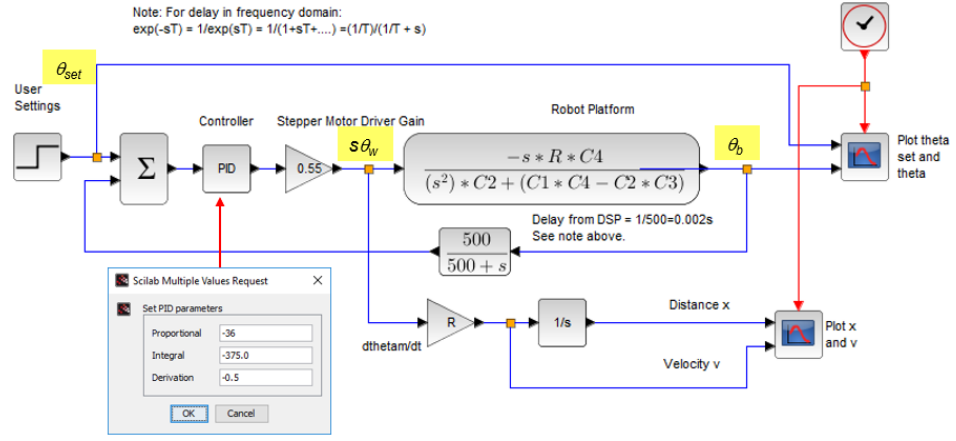 Note: For delay in frequency domain:
exp(-sT) = 1/exp(sT) = 1/(1+sT+....) =(1/T)/(1/T + s)
θset
User
Settings
Controller
Stepper Motor Driver Gain
Robot Platform
sθw
θb
Σ
PID
0.55
−s ∗ R ∗ C4
(s²) ∗ C2 + (C1 ∗ C4 − C2 ∗ C3)
Plot theta
set and
theta
Delay from DSP = 1/500=0.002s
See note above.
500
500 + s
Scilab Multiple Values Request
Set PID parameters
Proportional
-36
Integral
-375.0
Derivation
-0.5
OK
Cancel
R
1/s
dthetam/dt
Distance x
Velocity v
Plot x
and v